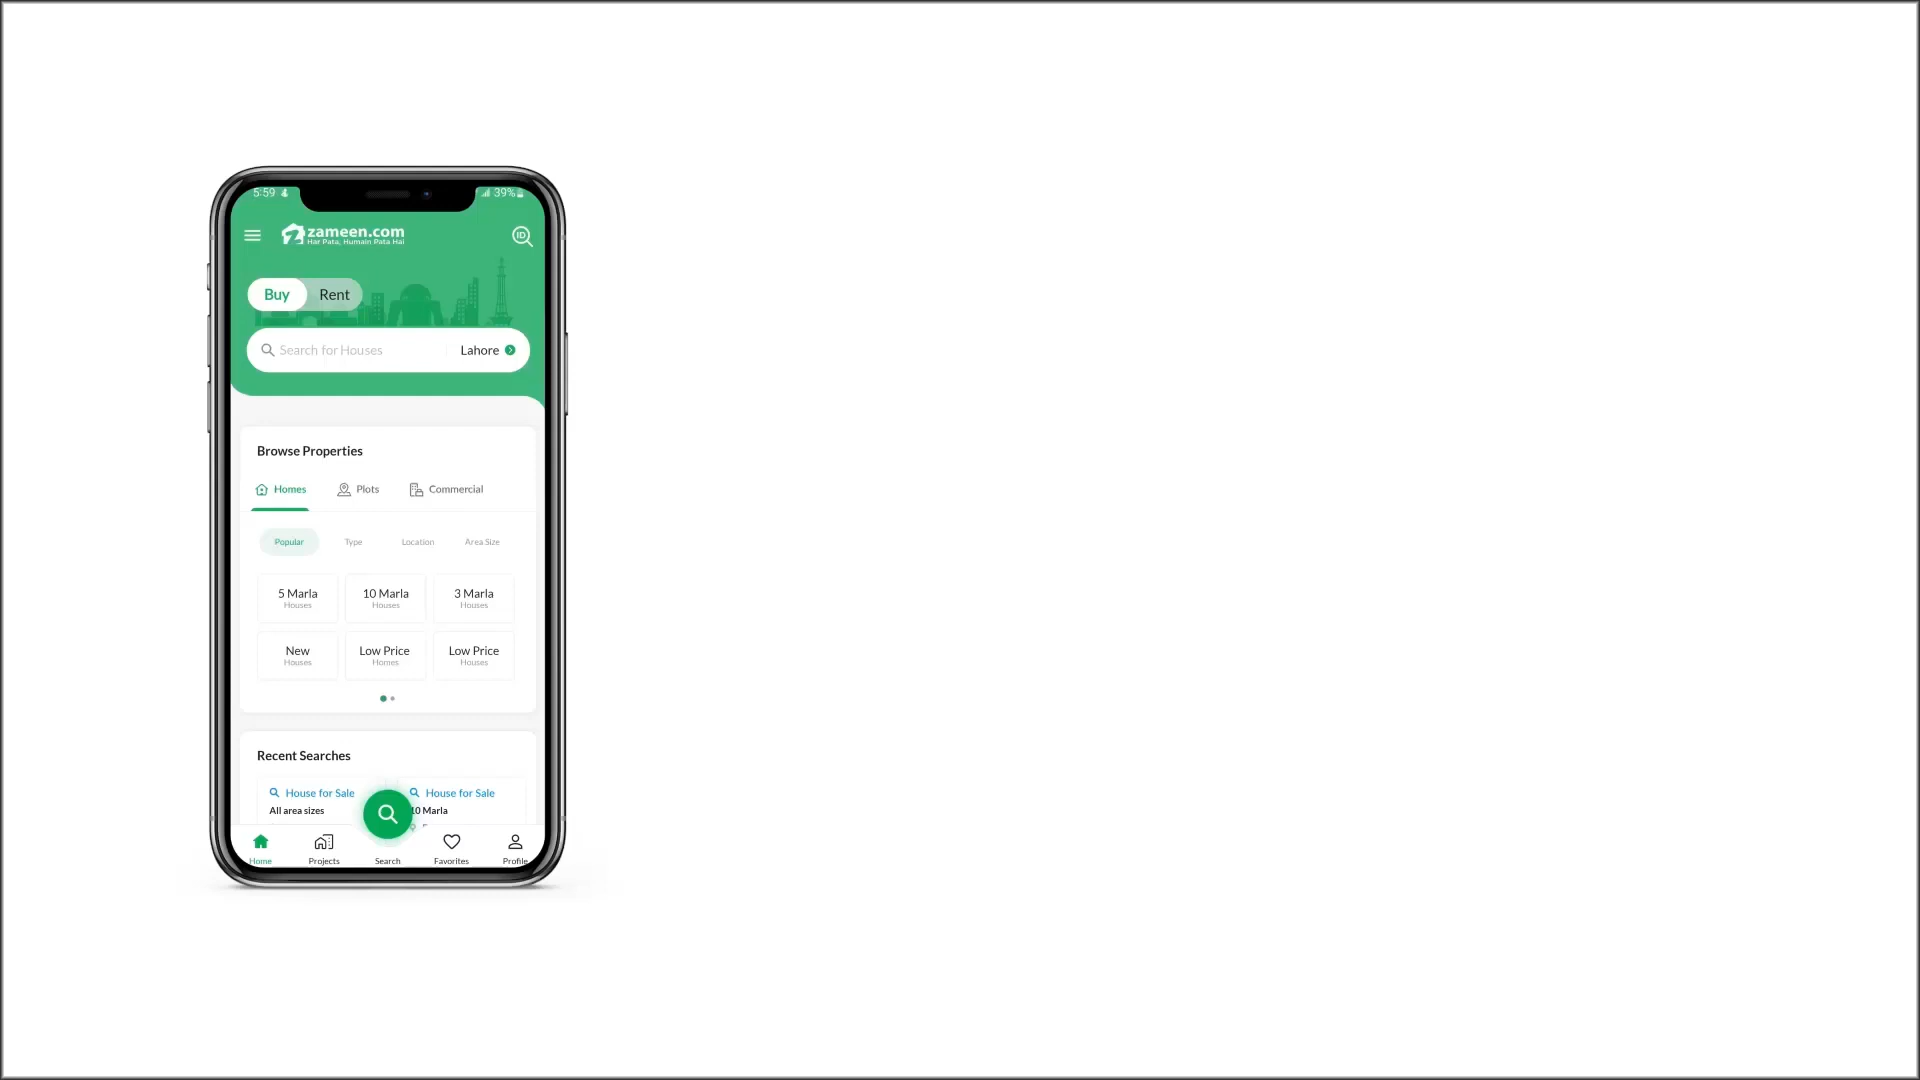 5:59
39%
zameen.com
Har Pata, Humain Pata Hai
ID
Buy Rent
Search for Houses Lahore
Browse Properties
Homes Plots Commercial
Popular Type Location Area Size
5 Marla 10 Marla 3 Marla
Houses Houses Houses
New Low Price Low Price
Houses Homes Houses
Recent Searches
House for Sale House for Sale
All area sizes 10 Marla
Home Projects Search Favorites Profile